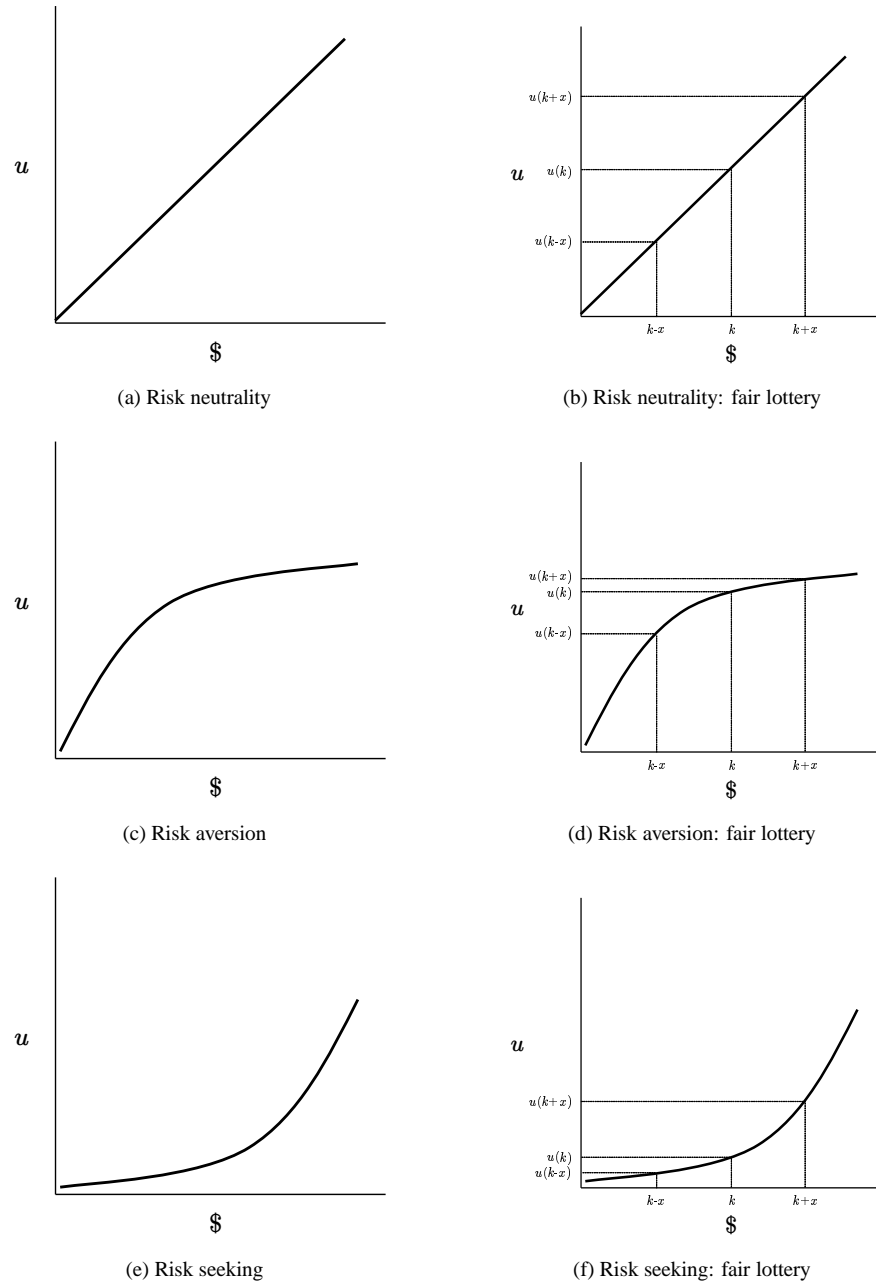 u
$
(a) Risk neutrality
u(k+x)
u
u(k)
u(k-x)
k-x k k+x
$
(b) Risk neutrality: fair lottery
u
$
(c) Risk aversion
u(k+x)
u(k)
u
u(k-x)
k-x k k+x
$
(d) Risk aversion: fair lottery
u
$
(e) Risk seeking
u
u(k+x)
u(k)
u(k-x)
k-x k k+x
$
(f) Risk seeking: fair lottery